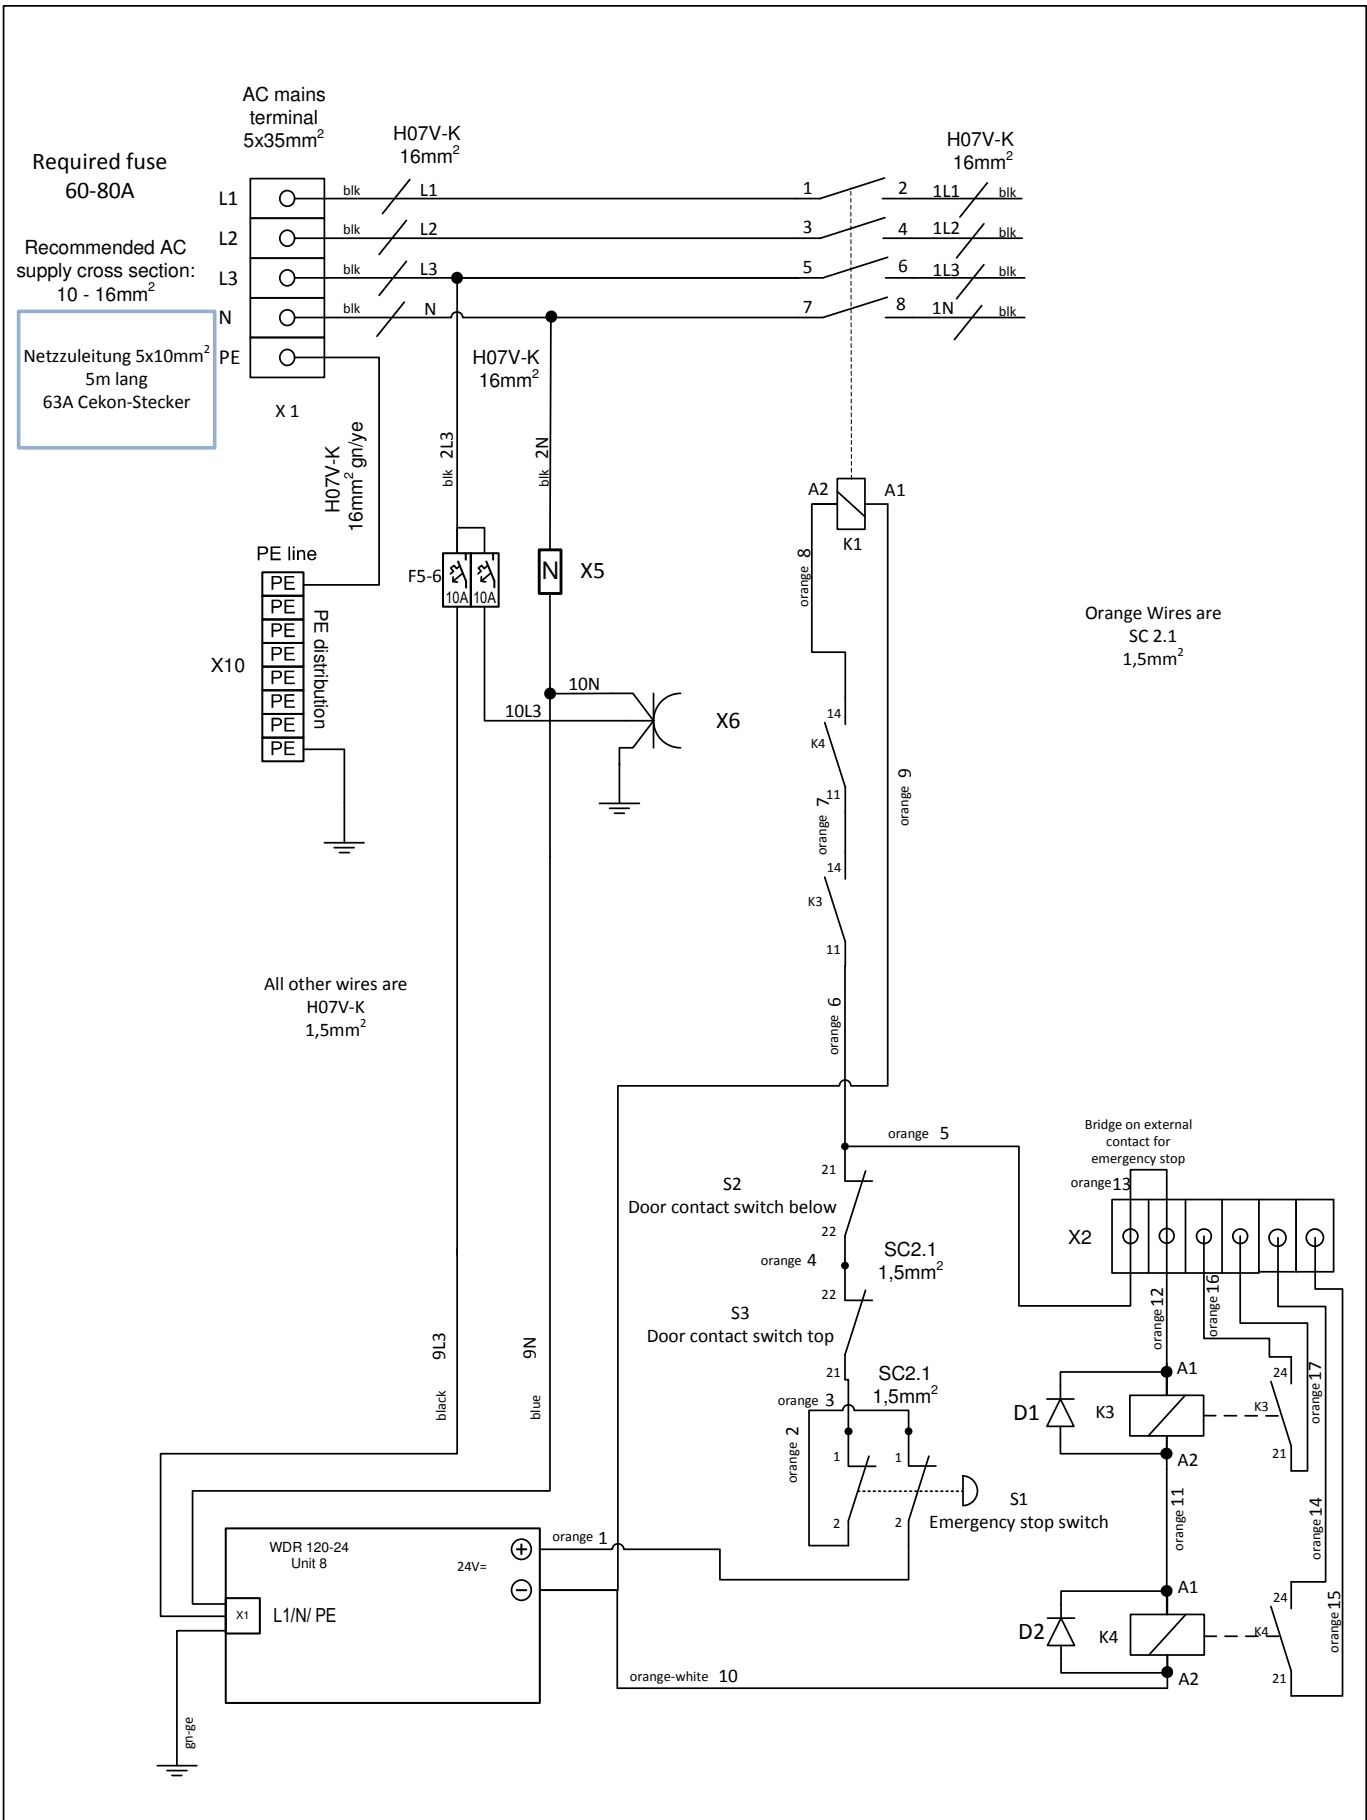 AC mains
terminal
5x35mm²
H07V-K
16mm²
H07V-K
16mm²
Required fuse
60-80A
L1
blk
L1
1
2
1L1
blk
L2
blk
L2
3
4
1L2
blk
Recommended AC
supply cross section:
10 - 16mm²
L3
blk
L3
5
6
1L3
blk
N
blk
N
7
8
1N
blk
Netzzuleitung 5x10mm²
5m lang
63A Cekon-Stecker
PE
X 1
H07V-K
16mm²
H07V-K
16mm² gn/ye
blk 2L3
blk 2N
A2
A1
K1
orange 8
PE line
PE
PE
PE
PE
PE
PE
PE
PE
PE distribution
X10
F5-6
10A
10A
N
X5
Orange Wires are
SC 2.1
1,5mm²
10N
10L3
X6
14
K4
11
orange 7
orange 9
14
K3
11
orange 6
All other wires are
H07V-K
1,5mm²
orange 5
Bridge on external
contact for
emergency stop
orange 13
X2
21
S2
Door contact switch below
22
orange 4
SC2.1
1,5mm²
22
S3
Door contact switch top
21
SC2.1
1,5mm²
orange 3
orange 2
1
1
2
2
S1
Emergency stop switch
orange 12
orange 16
orange 17
A1
D1
K3
A2
24
K3
21
orange 11
orange 14
orange 15
A1
D2
K4
A2
24
K4
21
black 9L3
blue 9N
WDR 120-24
Unit 8
24V=
+
−
orange 1
X1
L1/N/ PE
orange-white 10
gn-ge